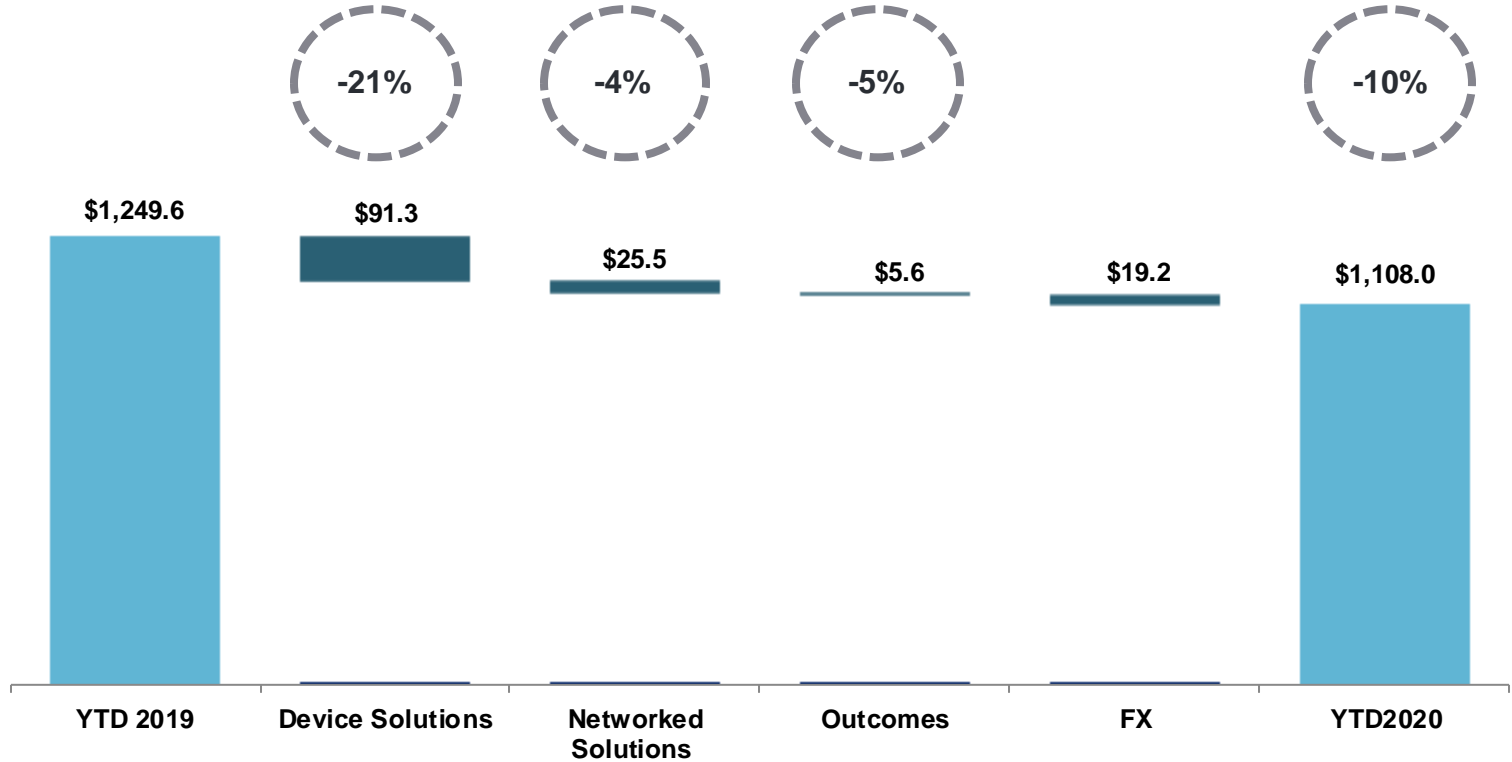 -21%
-4%
-5%
-10%
$1,249.6
$91.3
$25.5
$5.6
$19.2
$1,108.0
YTD 2019
Device Solutions
Networked
Solutions
Outcomes
FX
YTD2020